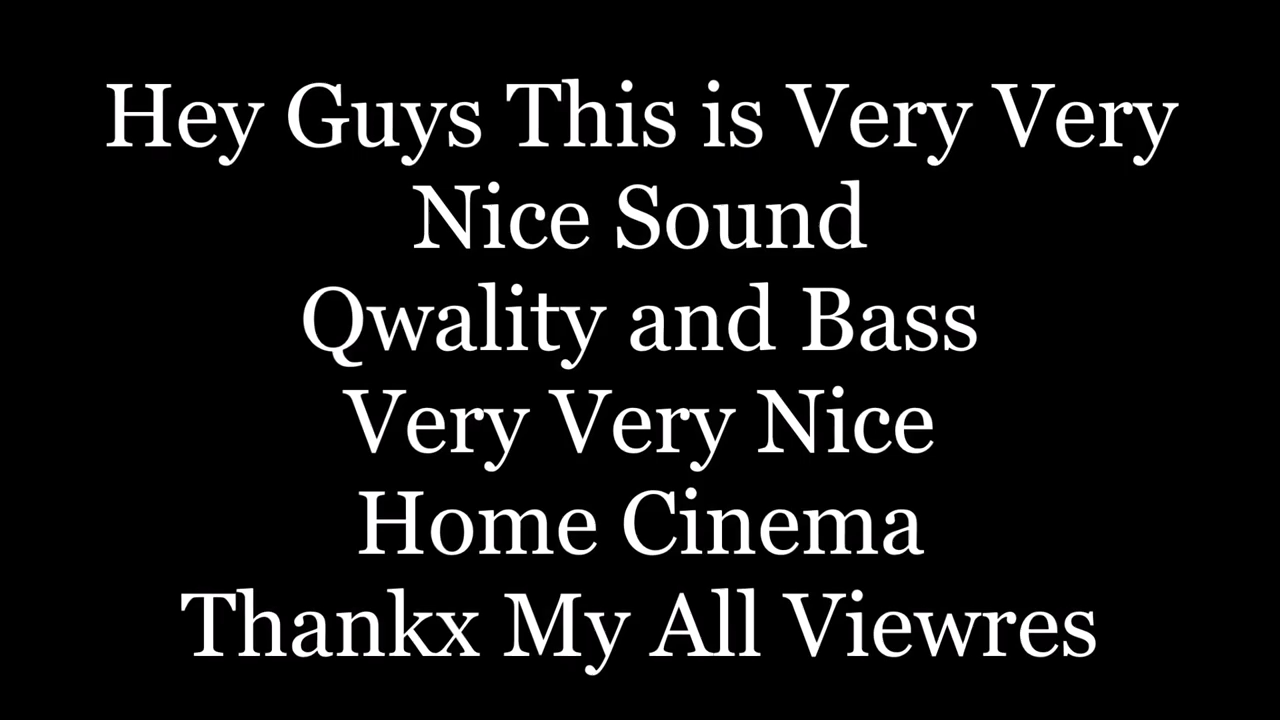 Hey Guys This is Very Very
Nice Sound
Qwality and Bass
Very Very Nice
Home Cinema
Thankx My All Viewres